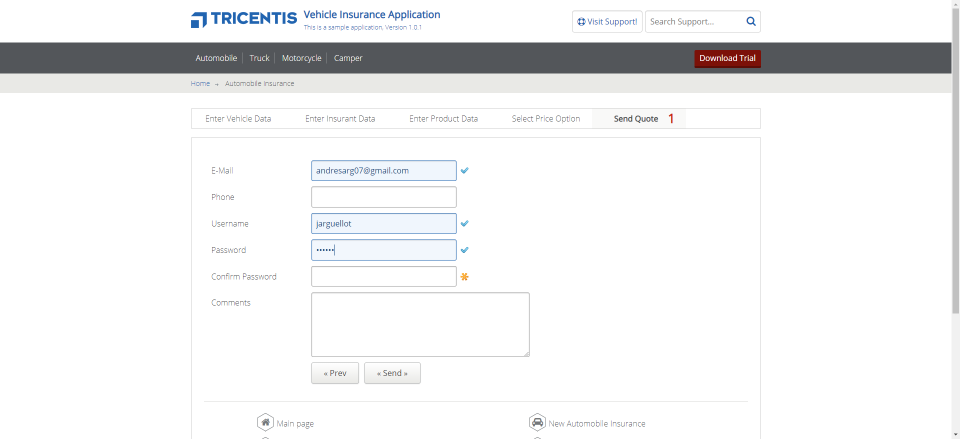 TRICENTIS Vehicle Insurance Application
This is a sample application. Version 1.0.1
Visit Support!
Search Support...
Automobile Truck Motorcycle Camper Download Trial
Home → Automobile Insurance
Enter Vehicle Data Enter Insurant Data Enter Product Data Select Price Option Send Quote 1
E-Mail andresarg07@gmail.com
Phone
Username jarguellot
Password ••••••
Confirm Password
Comments
« Prev « Send »
Main page New Automobile Insurance